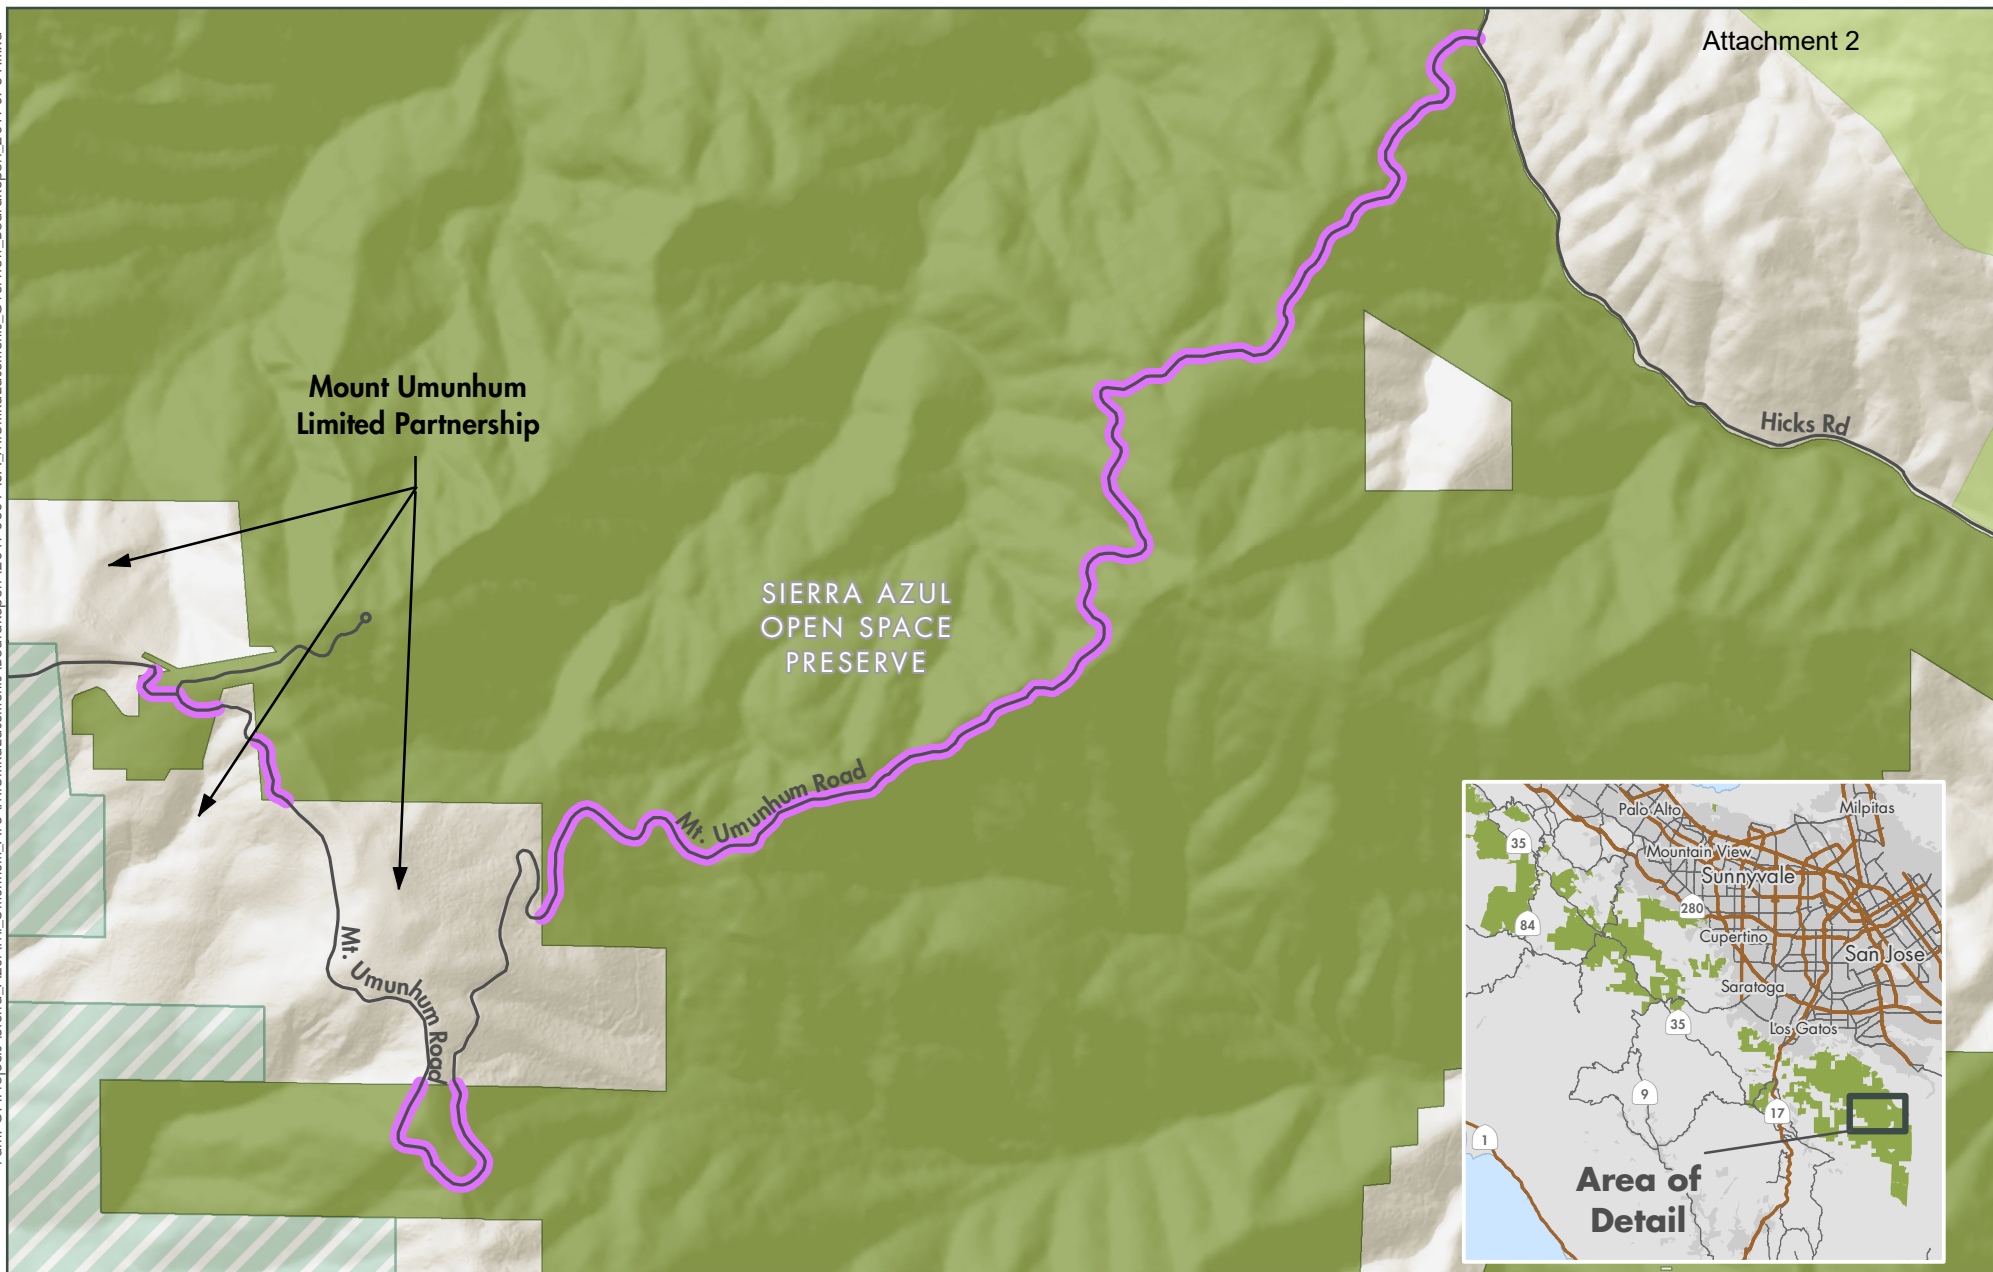 Attachment 2
Mount Umunhum
Limited Partnership
Hicks Rd
SIERRA AZUL
OPEN SPACE
PRESERVE
Mt. Umunhum Road
Mt. Umunhum Road
Palo Alto
Milpitas
35
Mountain View
Sunnyvale
280
84
Cupertino
San Jose
Saratoga
35
Los Gatos
9
17
1
Area of
Detail